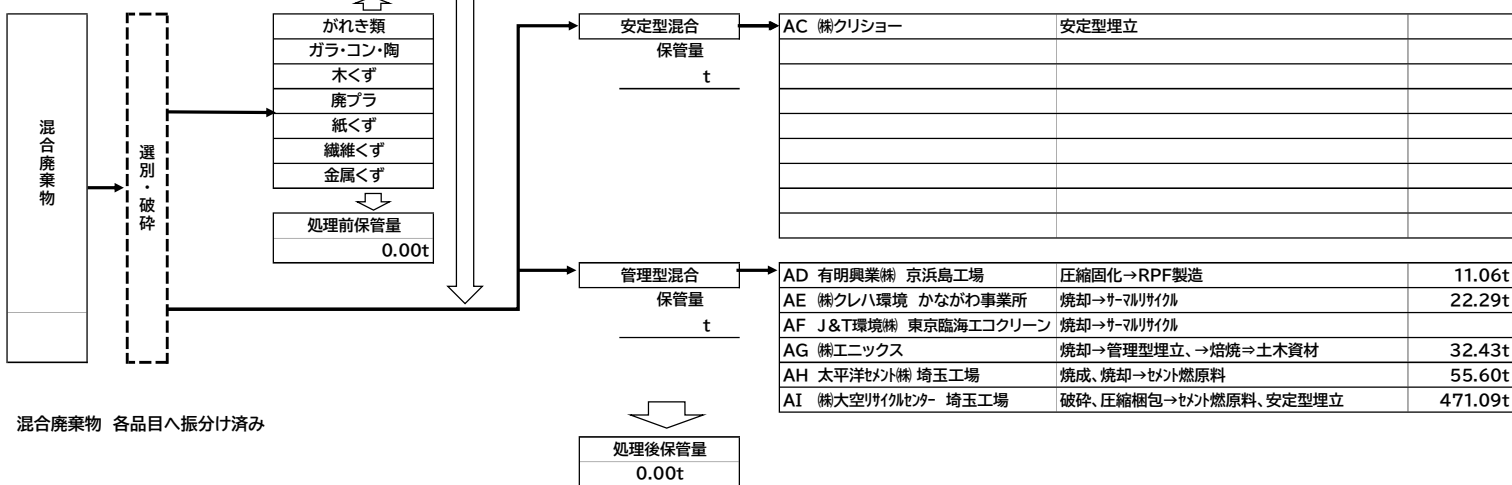 混合廃棄物
選別・破砕
がれき類
ガラ・コン・陶
木くず
廃プラ
紙くず
繊維くず
金属くず
処理前保管量
0.00t
安定型混合
保管量
t
AC ㈱クリショー 安定型埋立
管理型混合
保管量
t
AD 有明興業㈱ 京浜島工場 圧縮固化→RPF製造 11.06t
AE ㈱クレハ環境 かながわ事業所 焼却→ｻｰﾏﾙﾘｻｲｸﾙ 22.29t
AF J&T環境㈱ 東京臨海エコクリーン 焼却→ｻｰﾏﾙﾘｻｲｸﾙ
AG ㈱エニックス 焼却→管理型埋立、→焙焼⇒土木資材 32.43t
AH 太平洋ｾﾒﾝﾄ㈱ 埼玉工場 焼成、焼却→ｾﾒﾝﾄ燃原料 55.60t
AI ㈱大空ﾘｻｲｸﾙｾﾝﾀｰ 埼玉工場 破砕、圧縮梱包→ｾﾒﾝﾄ燃原料、安定型埋立 471.09t
混合廃棄物 各品目へ振分け済み
処理後保管量
0.00t